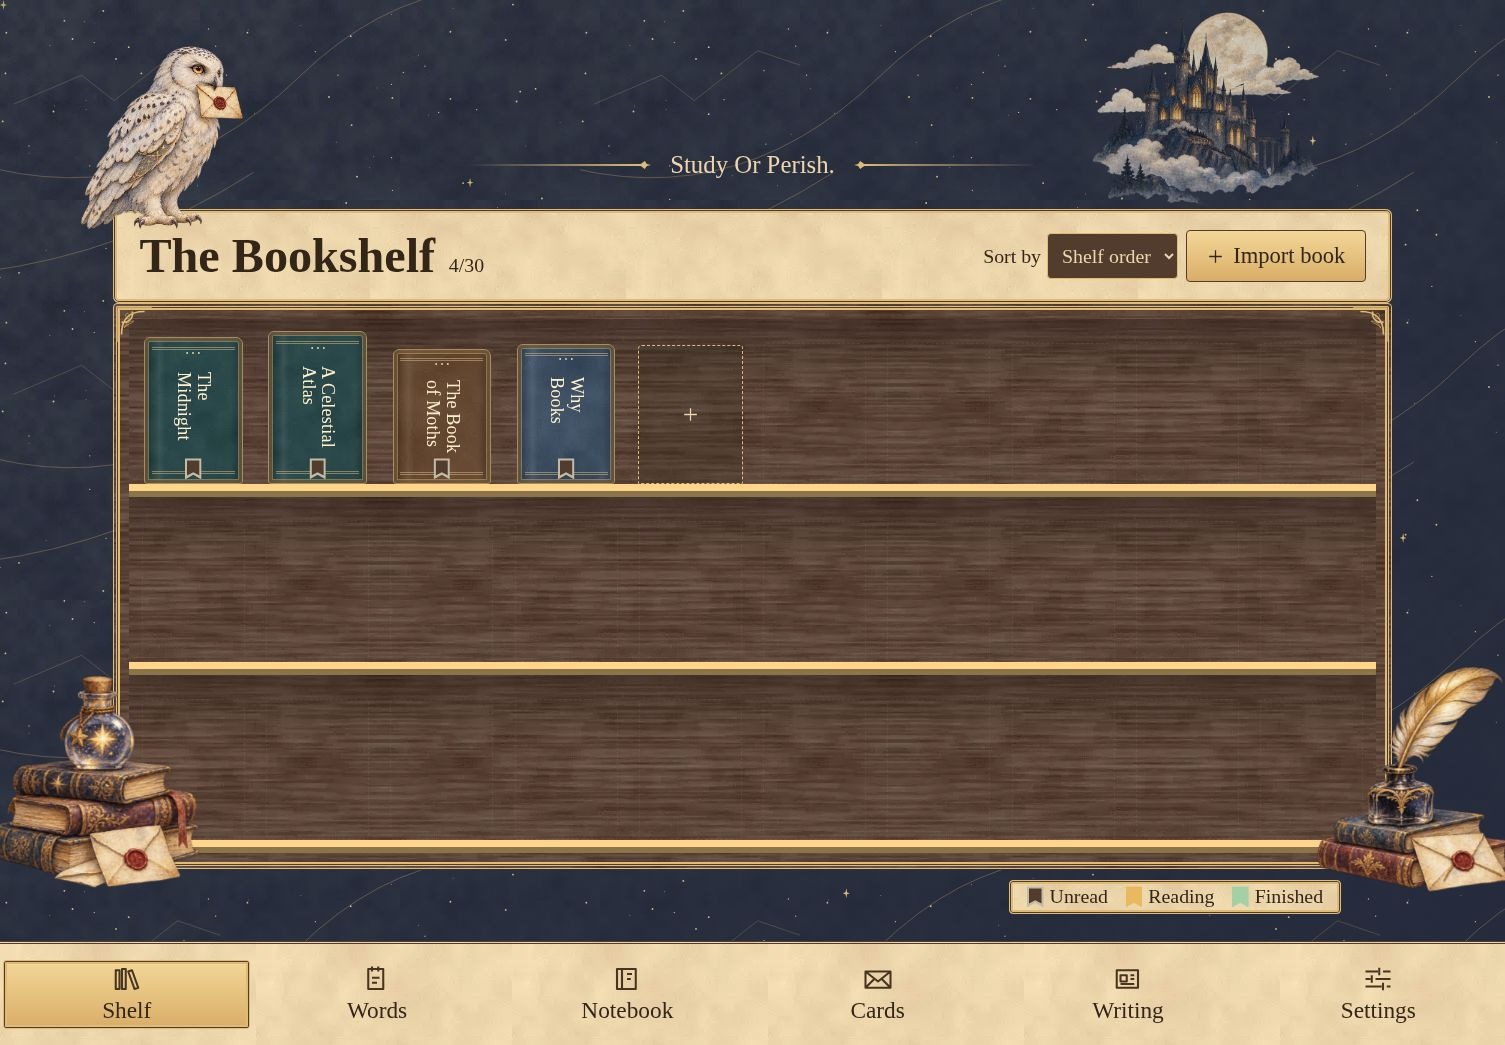 Study Or Perish.
The Bookshelf 4/30
Sort by Shelf order + Import book
The
Midnight
A Celestial
Atlas
The Book
of Moths
Why
Books
+
Unread Reading Finished
Shelf Words Notebook Cards Writing Settings